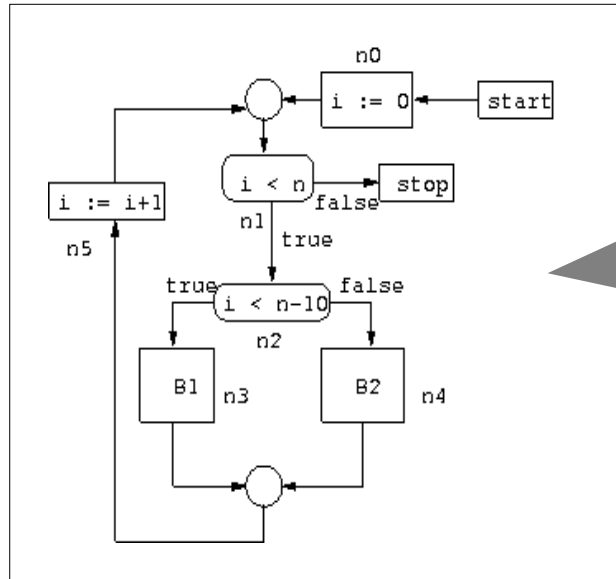 n0
i := 0
start
i < n
stop
false
n1
true
i := i+1
n5
true
false
i < n-10
n2
B1
n3
B2
n4